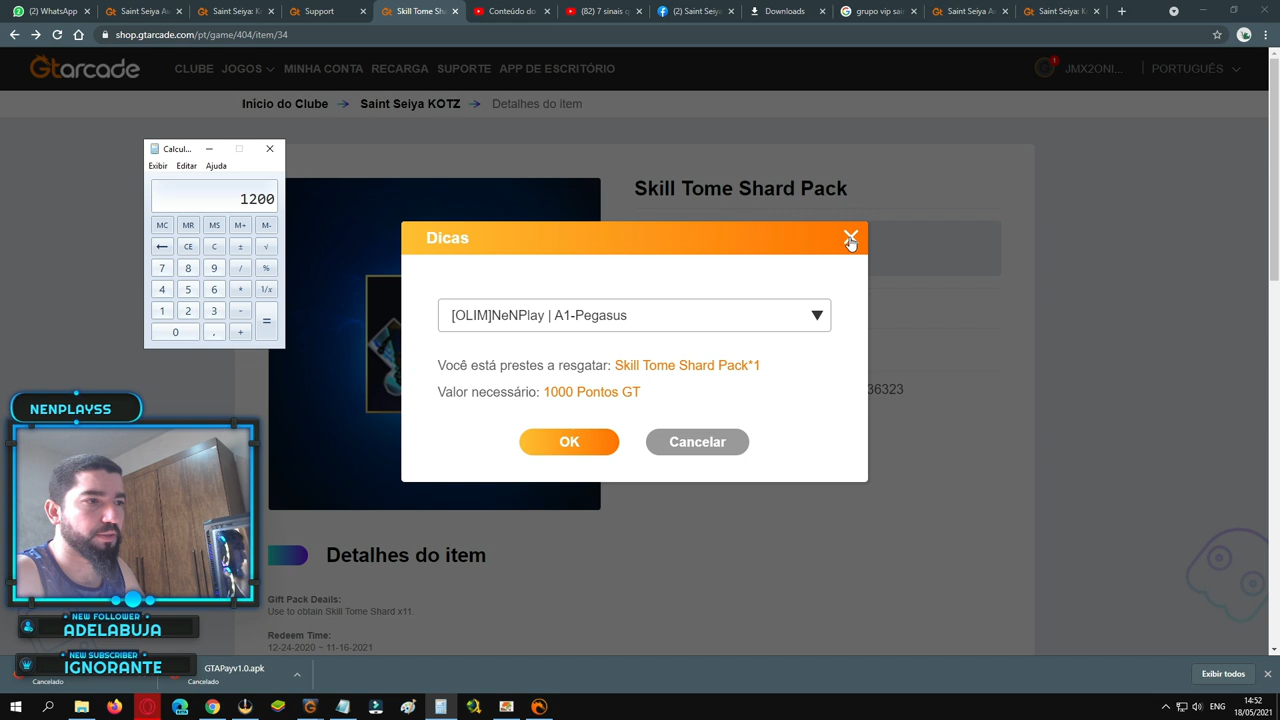 (2) WhatsApp
Saint Seiya Aw
Gt Saint Seiya: K
Gt Support
Skill Tome Sha
Conteúdo do
(82) 7 sinais q
(2) Saint Seiy
Downloads
grupo vip sai
Saint Seiya Aw
Saint Seiya: K
shop.gtarcade.com/pt/game/404/item/34
Gtarcade
CLUBE JOGOS MINHA CONTA RECARGA SUPORTE APP DE ESCRITÓRIO
1
JMX2ONI...
PORTUGUÊS
Início do Clube → Saint Seiya KOTZ → Detalhes do item
Calcul...
Exibir Editar Ajuda
1200
MC MR MS M+ M-
← CE C ± √
7 8 9 / %
4 5 6 * 1/x
1 2 3 - =
0 . +
Skill Tome Shard Pack
Dicas
[OLIM]NeNPlay | A1-Pegasus
Você está prestes a resgatar: Skill Tome Shard Pack*1
Valor necessário: 1000 Pontos GT
36323
OK
Cancelar
NENPLAYSS
Detalhes do item
Gift Pack Deails:
Use to obtain Skill Tome Shard x11.
Redeem Time:
12-24-2020 ~ 11-16-2021
NEW FOLLOWER
ADELABUJA
NEW SUBSCRIBER
IGNORANTE
Cancelado
GTAPayv1.0.apk
Cancelado
Exibir todos
ENG
14:52
18/05/2021